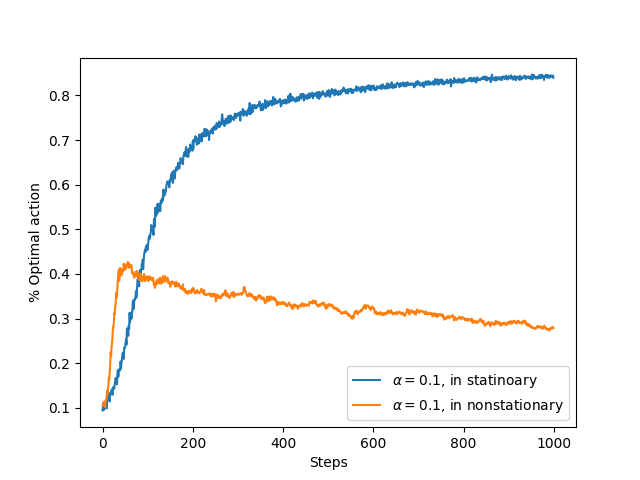 0.8
0.7
0.6
0.5
0.4
0.3
0.2
0.1
% Optimal action
0 200 400 600 800 1000
Steps
α = 0.1, in statinoary
α = 0.1, in nonstationary